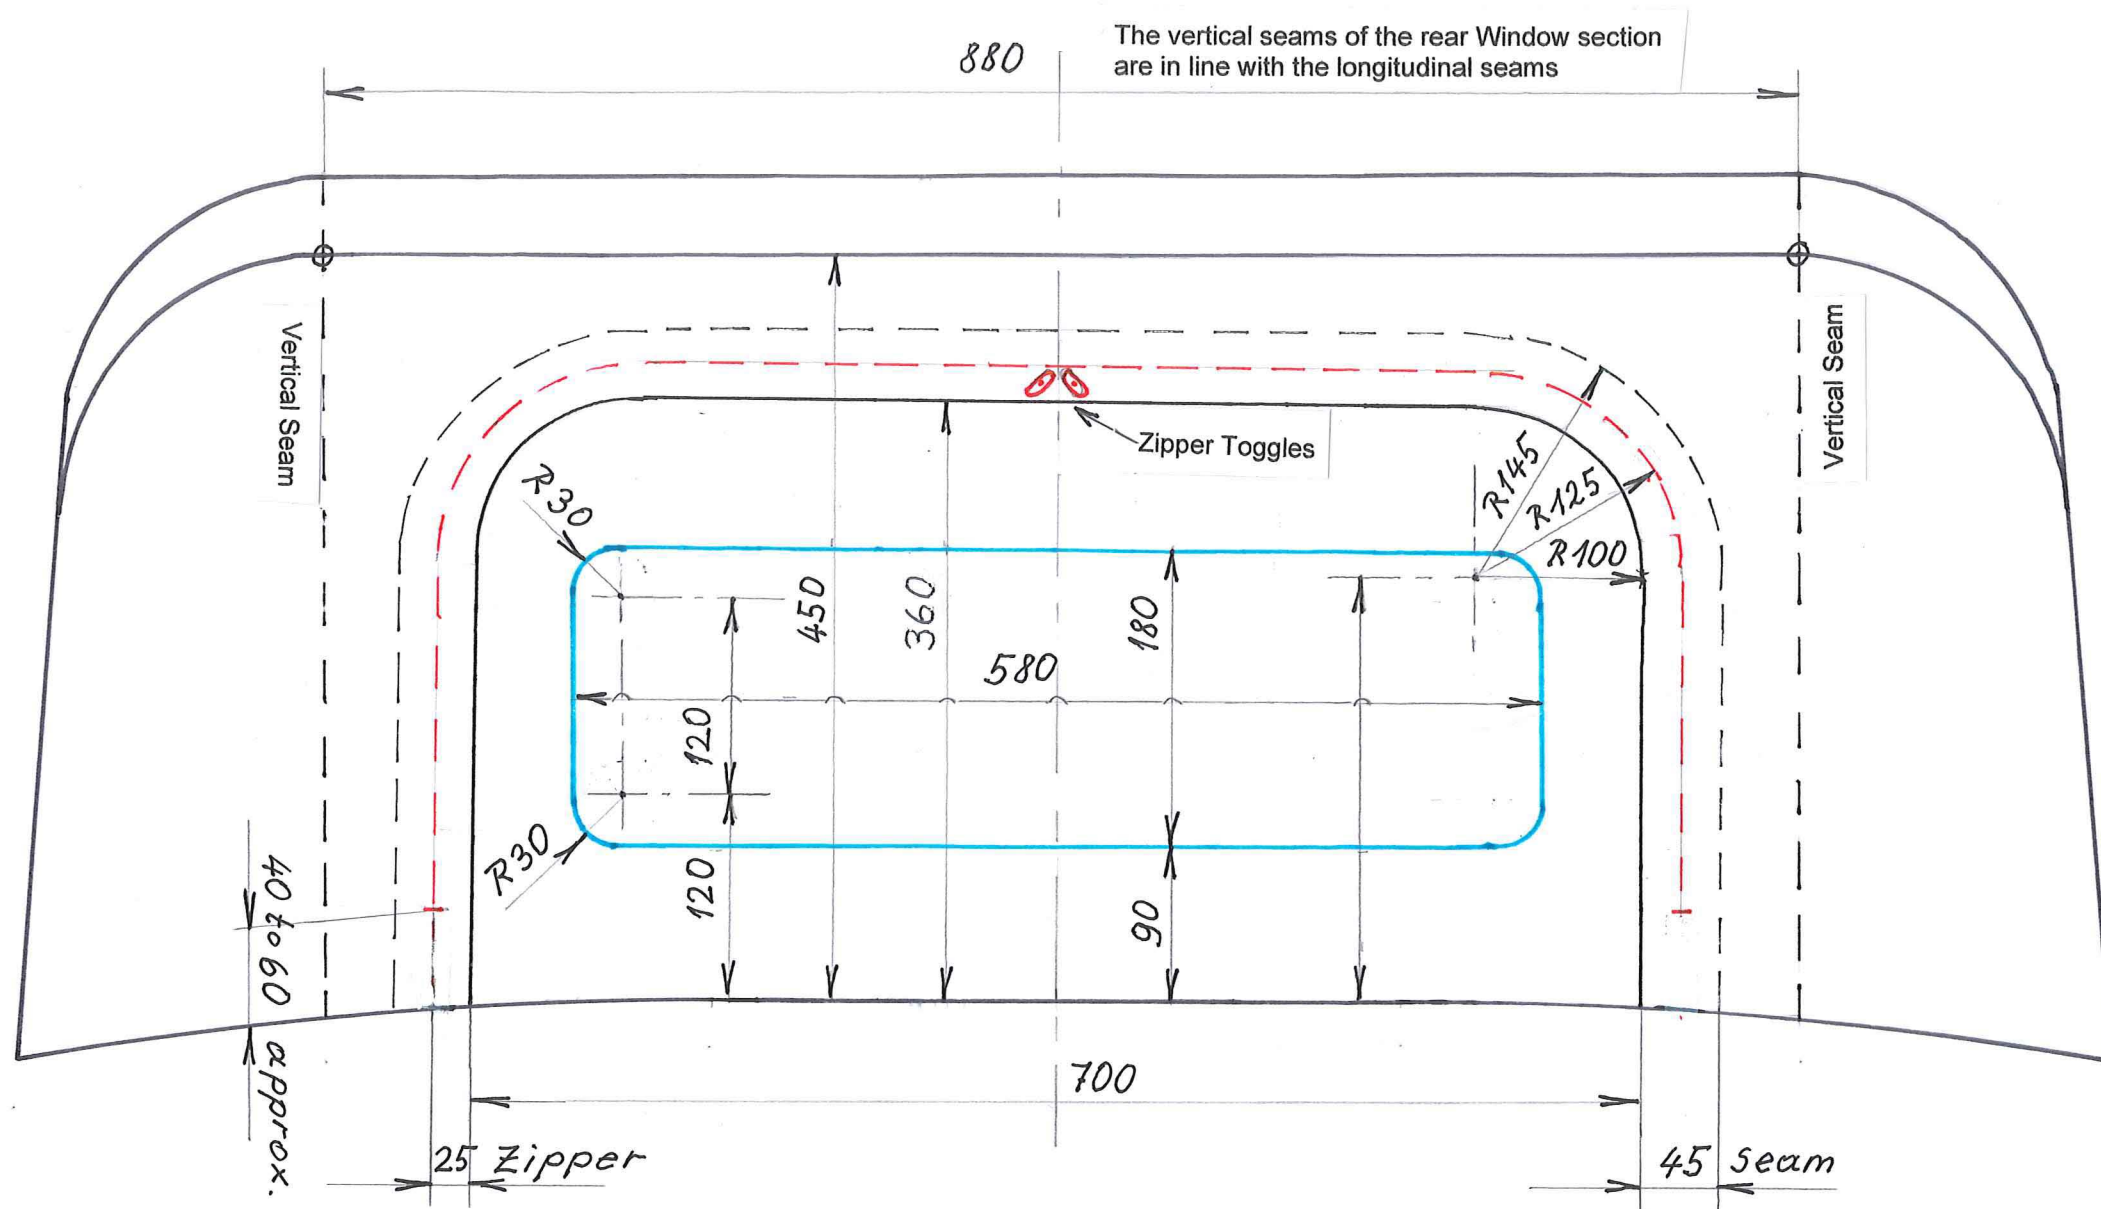 The vertical seams of the rear Window section
are in line with the longitudinal seams
880
Vertical Seam
Vertical Seam
Zipper Toggles
R30
R145
R125
R100
450
360
180
580
120
R30
120
90
40 to 60 approx.
700
25 Zipper
45 seam